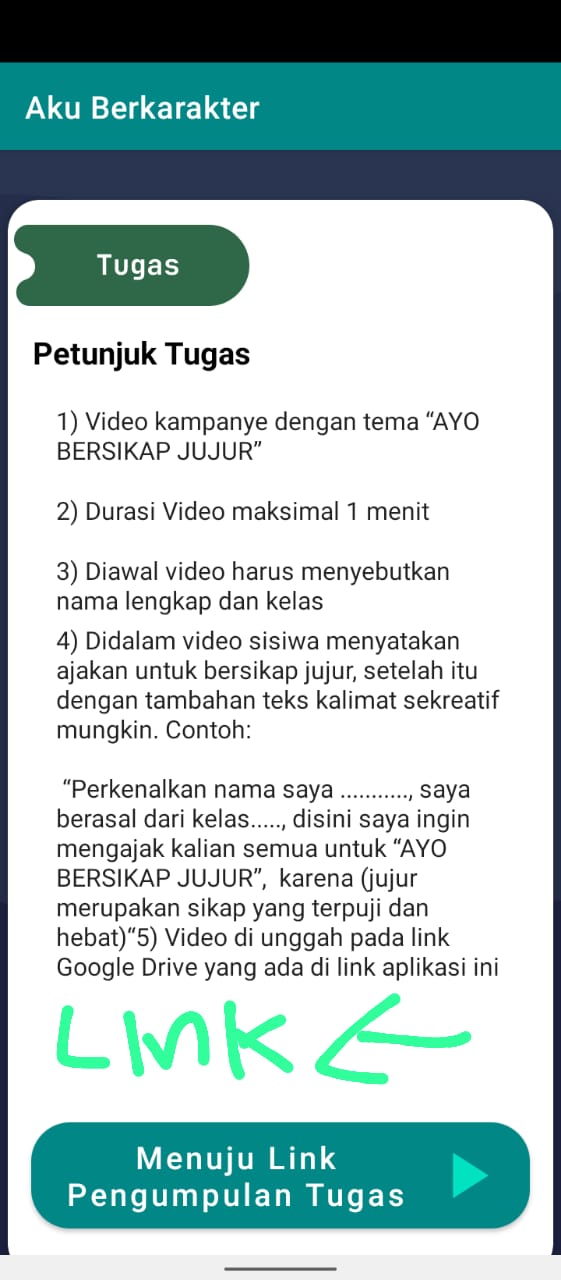 Aku Berkarakter
Tugas
Petunjuk Tugas
1) Video kampanye dengan tema “AYO
BERSIKAP JUJUR”
2) Durasi Video maksimal 1 menit
3) Diawal video harus menyebutkan
nama lengkap dan kelas
4) Didalam video sisiwa menyatakan
ajakan untuk bersikap jujur, setelah itu
dengan tambahan teks kalimat sekreatif
mungkin. Contoh:
“Perkenalkan nama saya ..........., saya
berasal dari kelas....., disini saya ingin
mengajak kalian semua untuk “AYO
BERSIKAP JUJUR”,  karena (jujur
merupakan sikap yang terpuji dan
hebat)“5) Video di unggah pada link
Google Drive yang ada di link aplikasi ini
LInK
Menuju Link
Pengumpulan Tugas